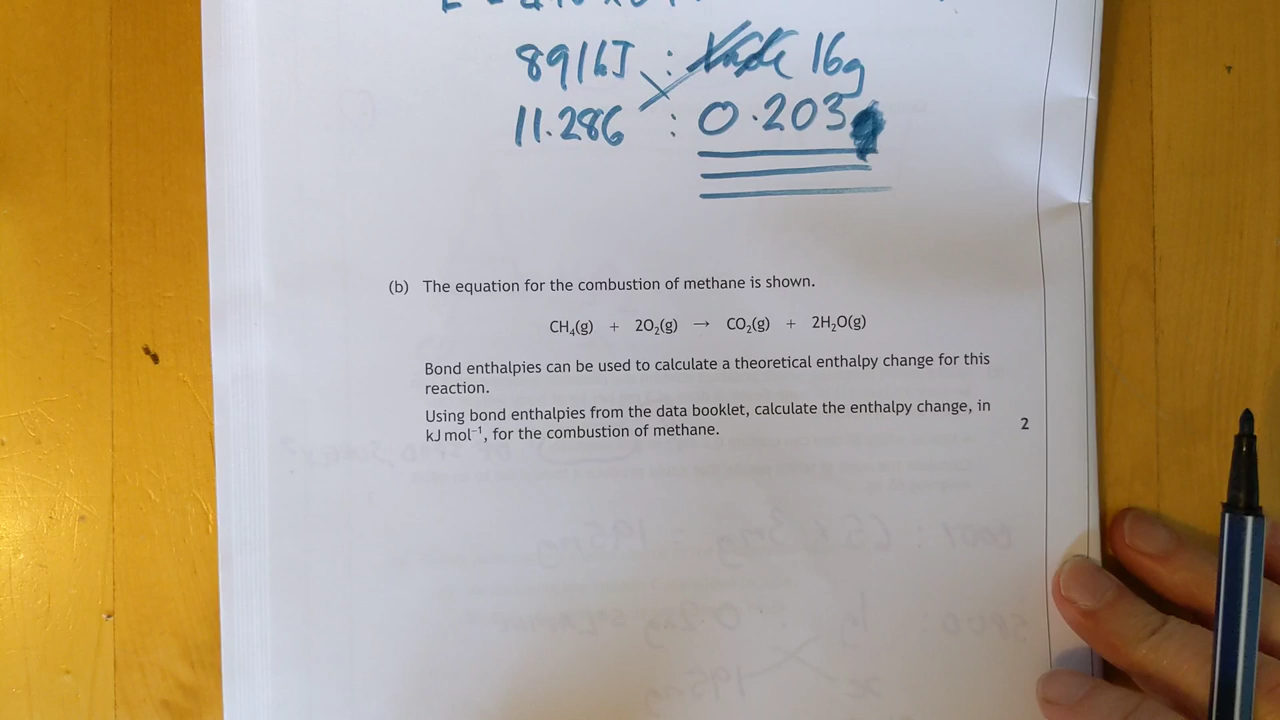 891kJ : 16g
11.286 : 0.203
(b) The equation for the combustion of methane is shown.
CH₄(g) + 2O₂(g) → CO₂(g) + 2H₂O(g)
Bond enthalpies can be used to calculate a theoretical enthalpy change for this
reaction.
Using bond enthalpies from the data booklet, calculate the enthalpy change, in
kJ mol⁻¹, for the combustion of methane.
2